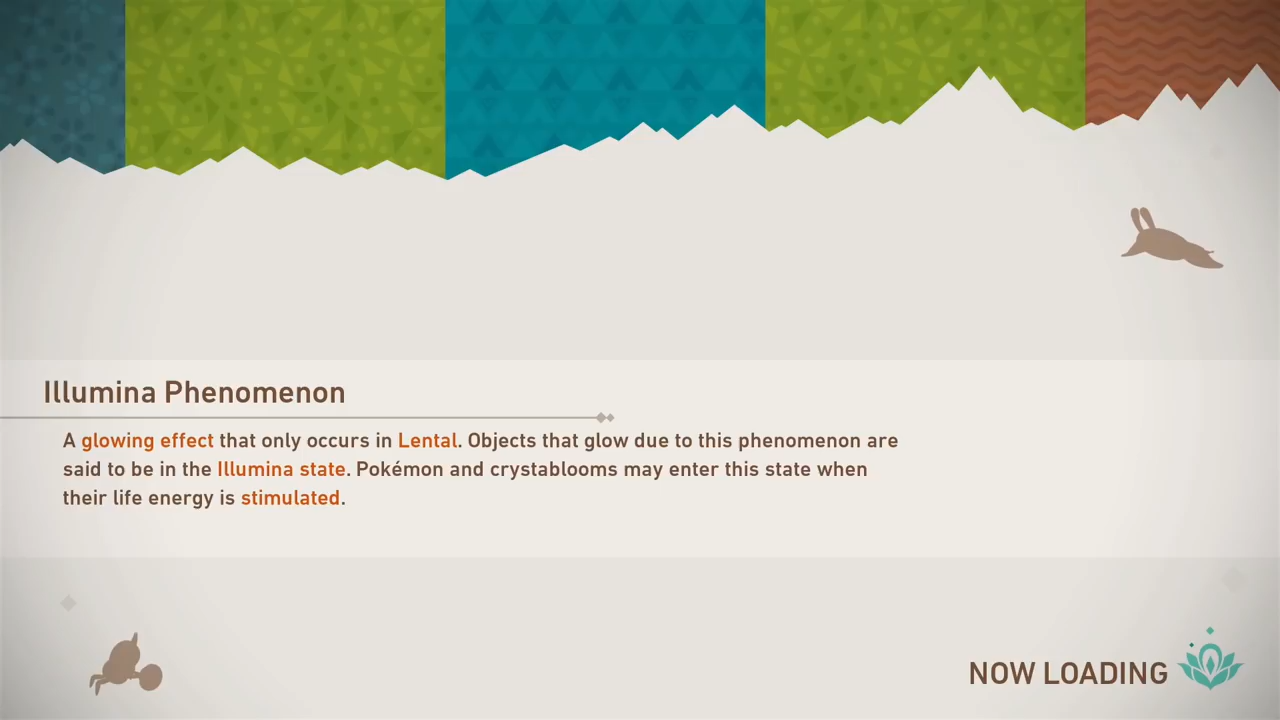 Illumina Phenomenon
A glowing effect that only occurs in Lental. Objects that glow due to this phenomenon are
said to be in the Illumina state. Pokémon and crystablooms may enter this state when
their life energy is stimulated.
NOW LOADING